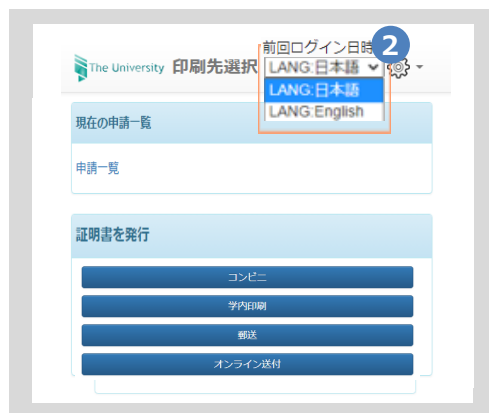 前回ログイン日時
2
The University 印刷先選択 LANG:日本語
LANG:日本語
LANG:English
現在の申請一覧
申請一覧
証明書を発行
コンビニ
学内印刷
郵送
オンライン送付